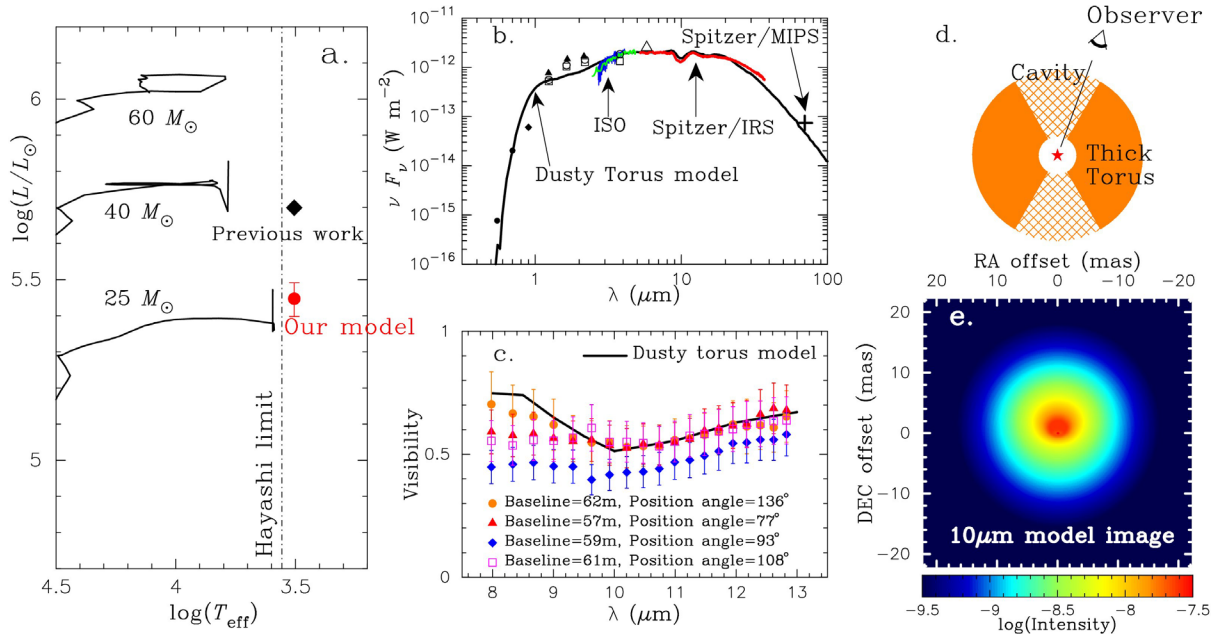 a.
log(L/L⊙)
6
5.5
5
60 M⊙
40 M⊙
25 M⊙
Previous work
Our model
Hayashi limit
4.5 4 3.5
log(T_eff)
b.
ν F_ν (W m⁻²)
10⁻¹²
10⁻¹³
10⁻¹⁴
10⁻¹⁵
10⁻¹⁶
Spitzer/MIPS
ISO
Spitzer/IRS
Dusty Torus model
1 10 100
λ (μm)
c.
Dusty torus model
Visibility
1
0.5
0
Baseline=62m, Position angle=136°
Baseline=57m, Position angle=77°
Baseline=59m, Position angle=93°
Baseline=61m, Position angle=108°
8 9 10 11 12 13
λ (μm)
d.
Observer
Cavity
Thick
Torus
RA offset (mas)
20 10 0 -10 -20
e.
DEC offset (mas)
20
10
0
-10
-20
10μm model image
-9.5 -9 -8.5 -8 -7.5
log(Intensity)